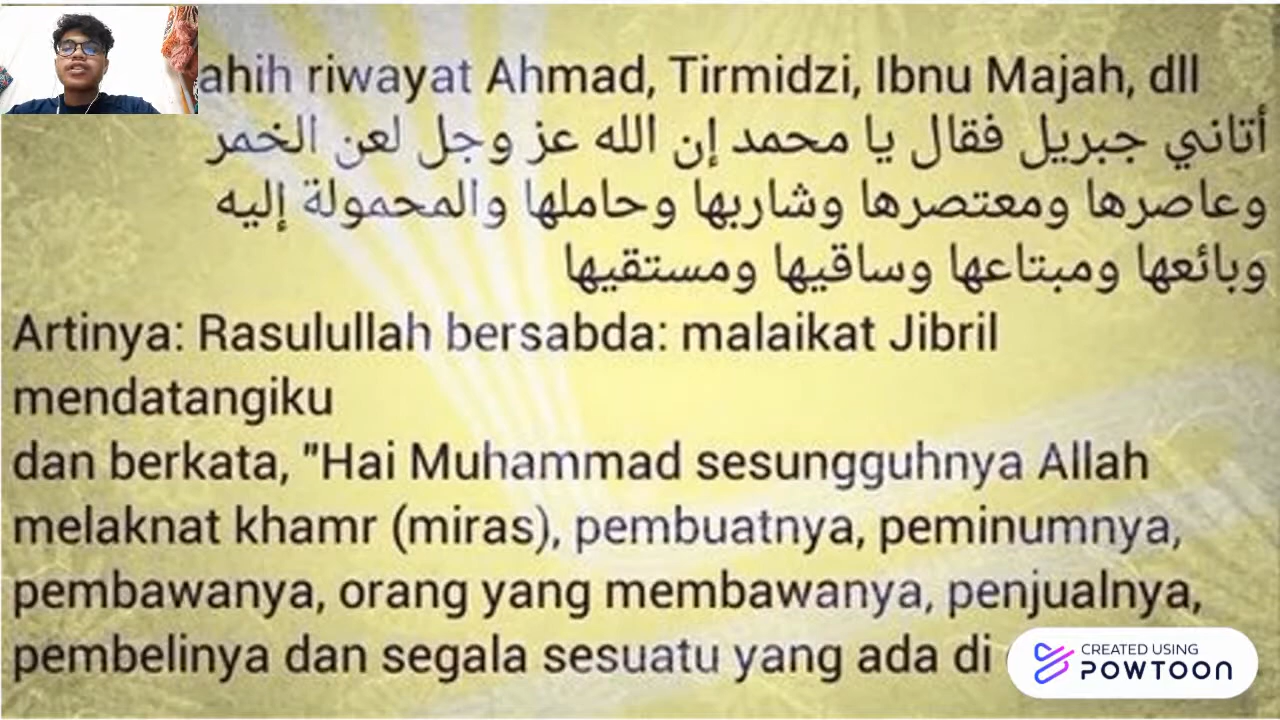 ahih riwayat Ahmad, Tirmidzi, Ibnu Majah, dll
أتاني جبريل فقال يا محمد إن الله عز وجل لعن الخمر
وعاصرها ومعتصرها وشاربها وحاملها والمحمولة إليه
وبائعها ومبتاعها وساقيها ومستقيها
Artinya: Rasulullah bersabda: malaikat Jibril
mendatangiku
dan berkata, "Hai Muhammad sesungguhnya Allah
melaknat khamr (miras), pembuatnya, peminumnya,
pembawanya, orang yang membawanya, penjualnya,
pembelinya dan segala sesuatu yang ada di
CREATED USING
POWTOON